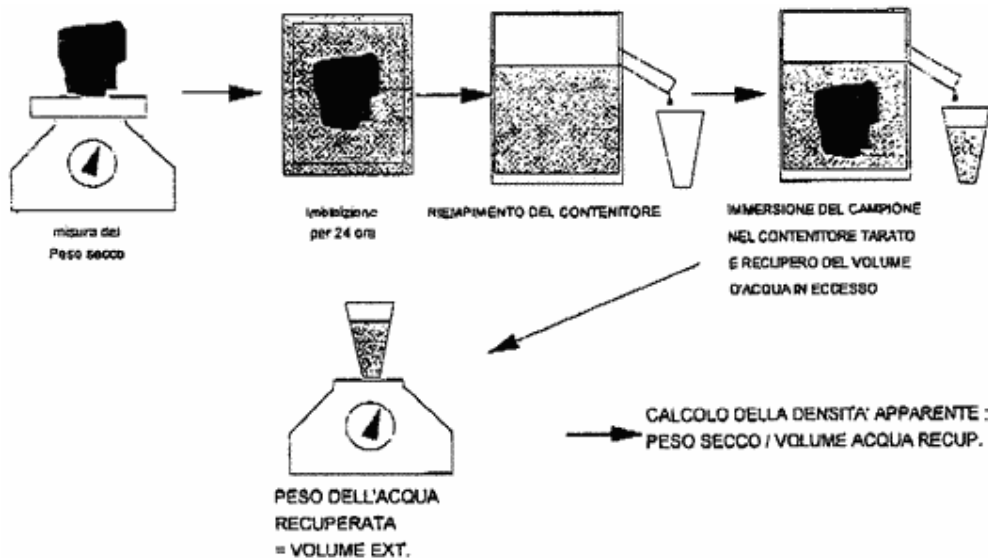 misura del
Peso secco
Imbibizione
per 24 ore
RIEMPIMENTO DEL CONTENITORE
IMMERSIONE DEL CAMPIONE
NEL CONTENITORE TARATO
E RECUPERO DEL VOLUME
D'ACQUA IN ECCESSO
PESO DELL'ACQUA
RECUPERATA
= VOLUME EXT.
CALCOLO DELLA DENSITA' APPARENTE :
PESO SECCO / VOLUME ACQUA RECUP.